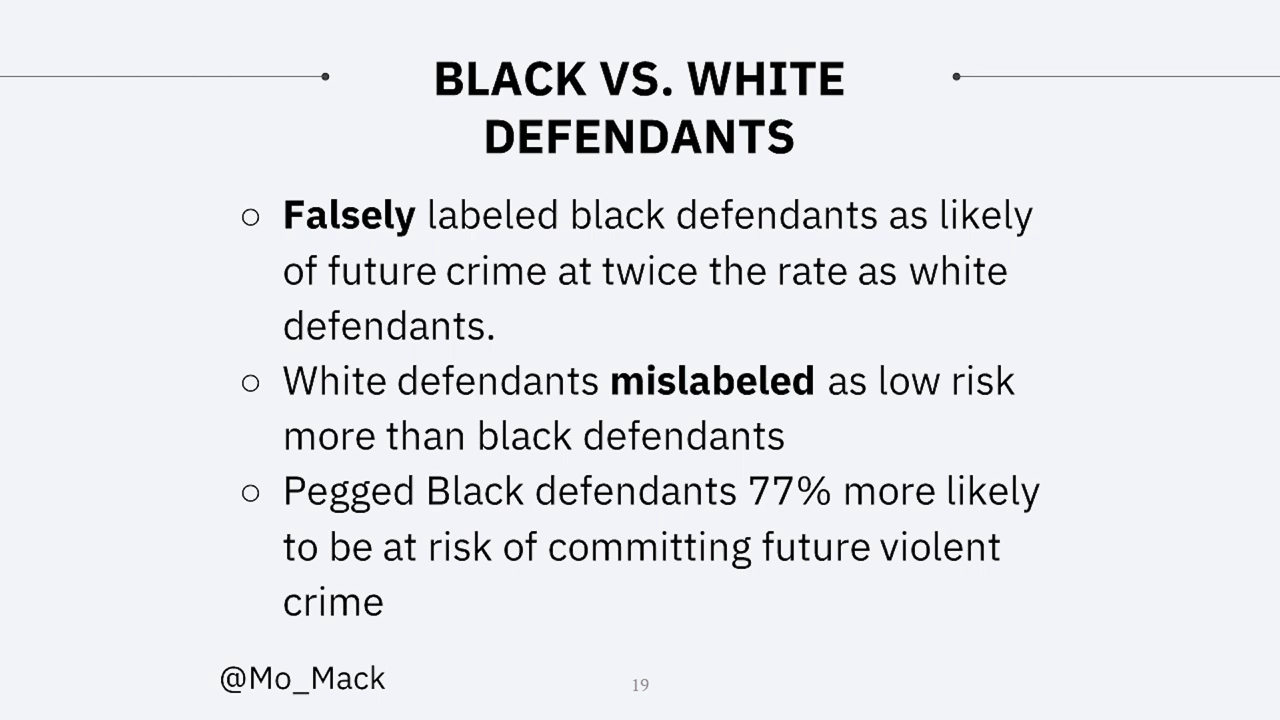 BLACK VS. WHITE
DEFENDANTS
○ Falsely labeled black defendants as likely
of future crime at twice the rate as white
defendants.
○ White defendants mislabeled as low risk
more than black defendants
○ Pegged Black defendants 77% more likely
to be at risk of committing future violent
crime
@Mo_Mack
19